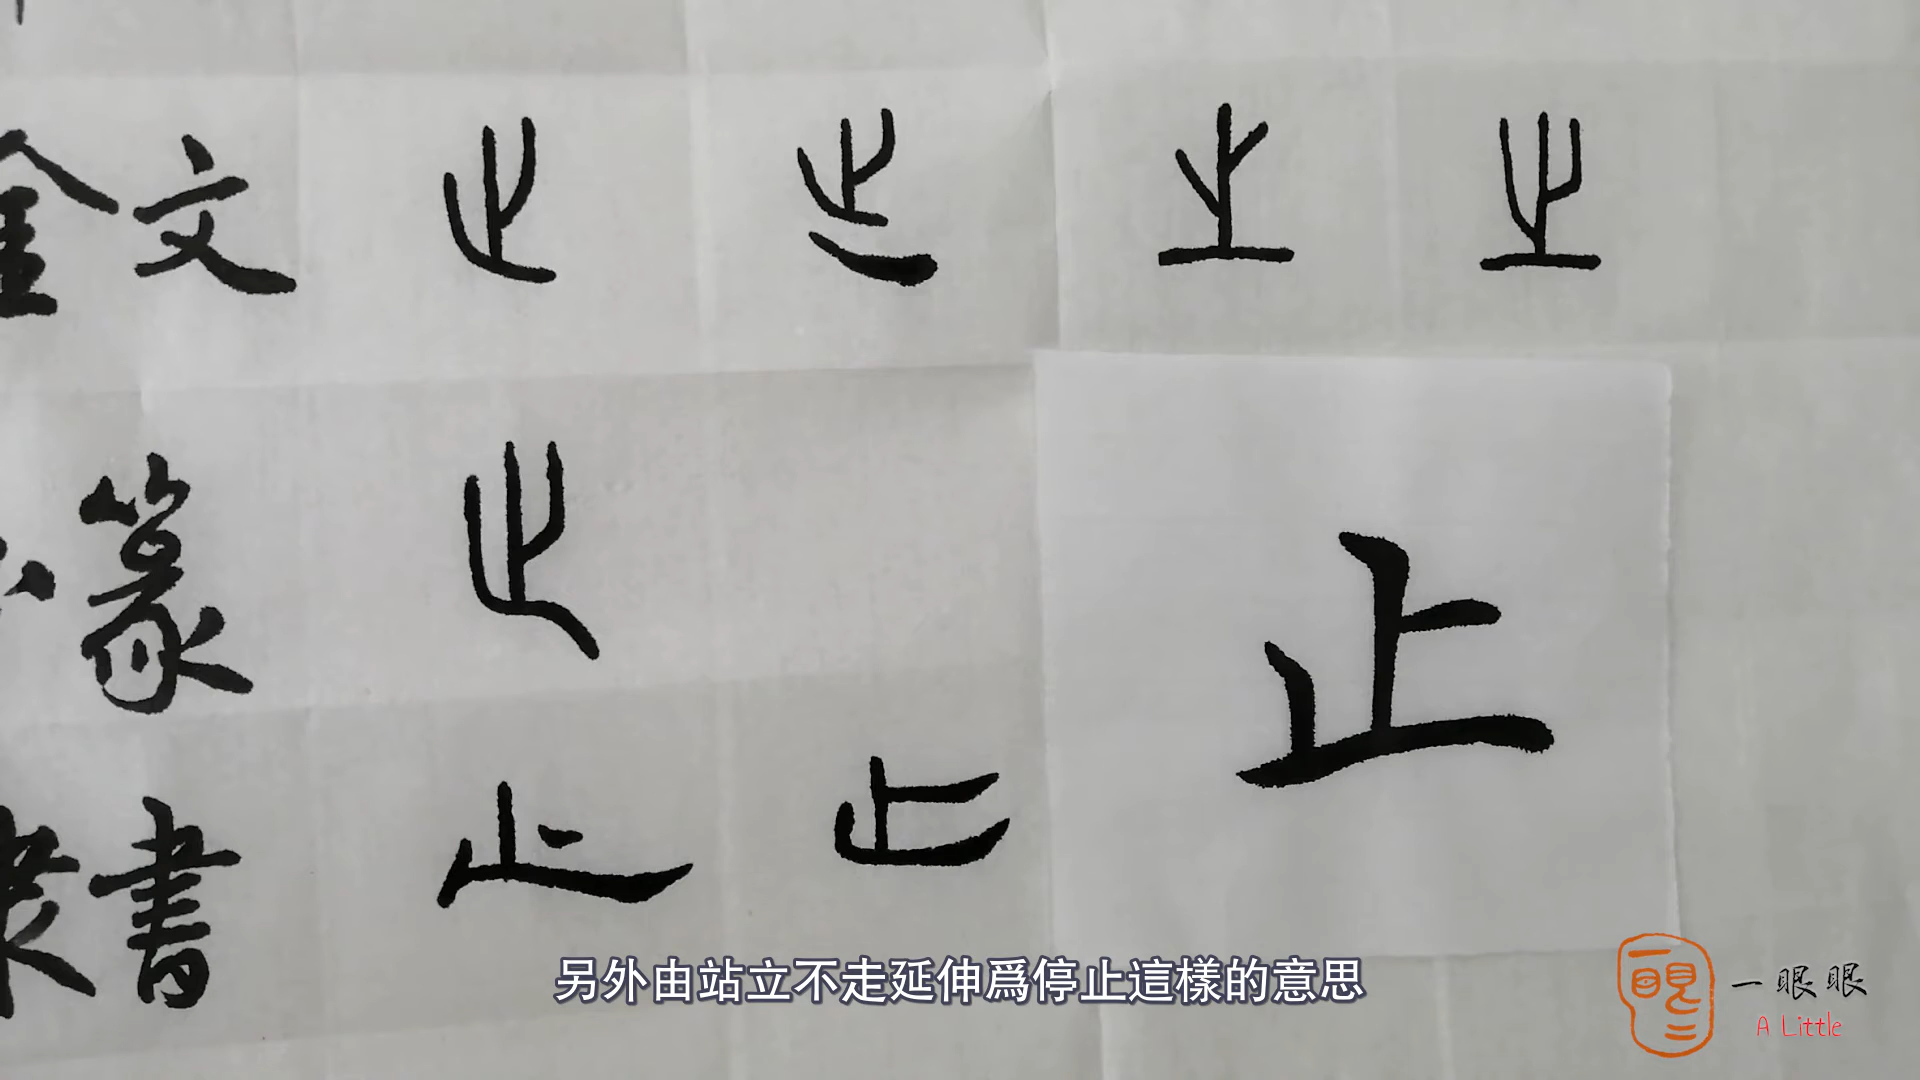 金文 止 止 止 止
篆 止
隸書 止 止
止
另外由站立不走延伸爲停止這樣的意思
一眼眼
A Little